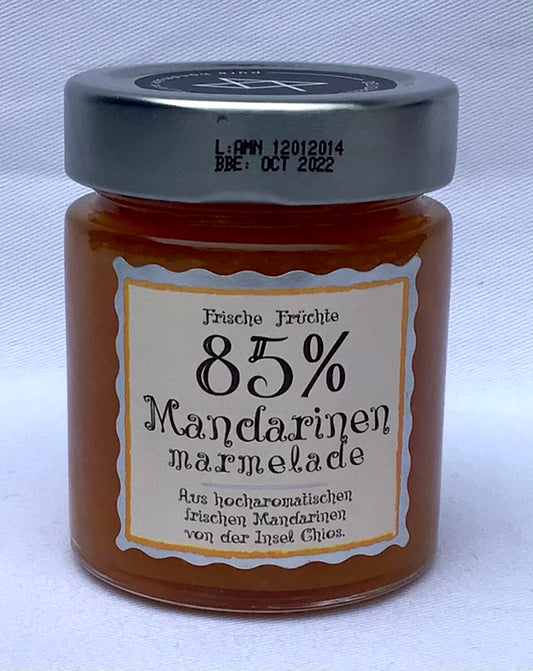 L:AMN 12012014
BBE: OCT 2022
Frische Früchte
85%
Mandarinen
marmelade
Aus hocharomatischen
frischen Mandarinen
von der Insel Chios.